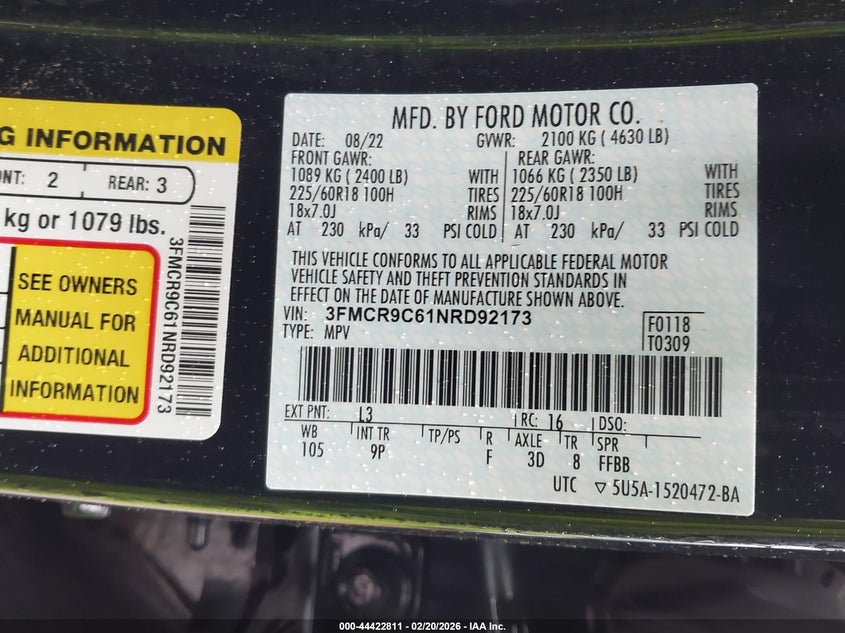 G INFORMATION
NT: 2 REAR: 3
kg or 1079 lbs.
SEE OWNERS
MANUAL FOR
ADDITIONAL
INFORMATION
3FMCR9C61NRD92173
MFD. BY FORD MOTOR CO.
DATE: 08/22 GVWR: 2100 KG ( 4630 LB)
FRONT GAWR: REAR GAWR:
1089 KG ( 2400 LB) WITH 1066 KG ( 2350 LB) WITH
225/60R18 100H TIRES 225/60R18 100H TIRES
18x7.0J RIMS 18x7.0J RIMS
AT 230 kPa/ 33 PSI COLD AT 230 kPa/ 33 PSI COLD
THIS VEHICLE CONFORMS TO ALL APPLICABLE FEDERAL MOTOR
VEHICLE SAFETY AND THEFT PREVENTION STANDARDS IN
EFFECT ON THE DATE OF MANUFACTURE SHOWN ABOVE.
VIN: 3FMCR9C61NRD92173 F0118
TYPE: MPV T0309
EXT PNT: L3 RC: 16 DSO:
WB INT TR TP/PS R AXLE TR SPR
105 9P F 3D 8 FFBB
UTC ▽ 5U5A-1520472-BA
000-44422811 - 02/20/2026 - IAA Inc.